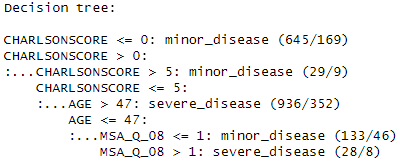 Decision tree:
CHARLSONSCORE <= 0: minor_disease (645/169)
CHARLSONSCORE > 0:
:...CHARLSONSCORE > 5: minor_disease (29/9)
    CHARLSONSCORE <= 5:
    :...AGE > 47: severe_disease (936/352)
        AGE <= 47:
        :...MSA_Q_08 <= 1: minor_disease (133/46)
            MSA_Q_08 > 1: severe_disease (28/8)